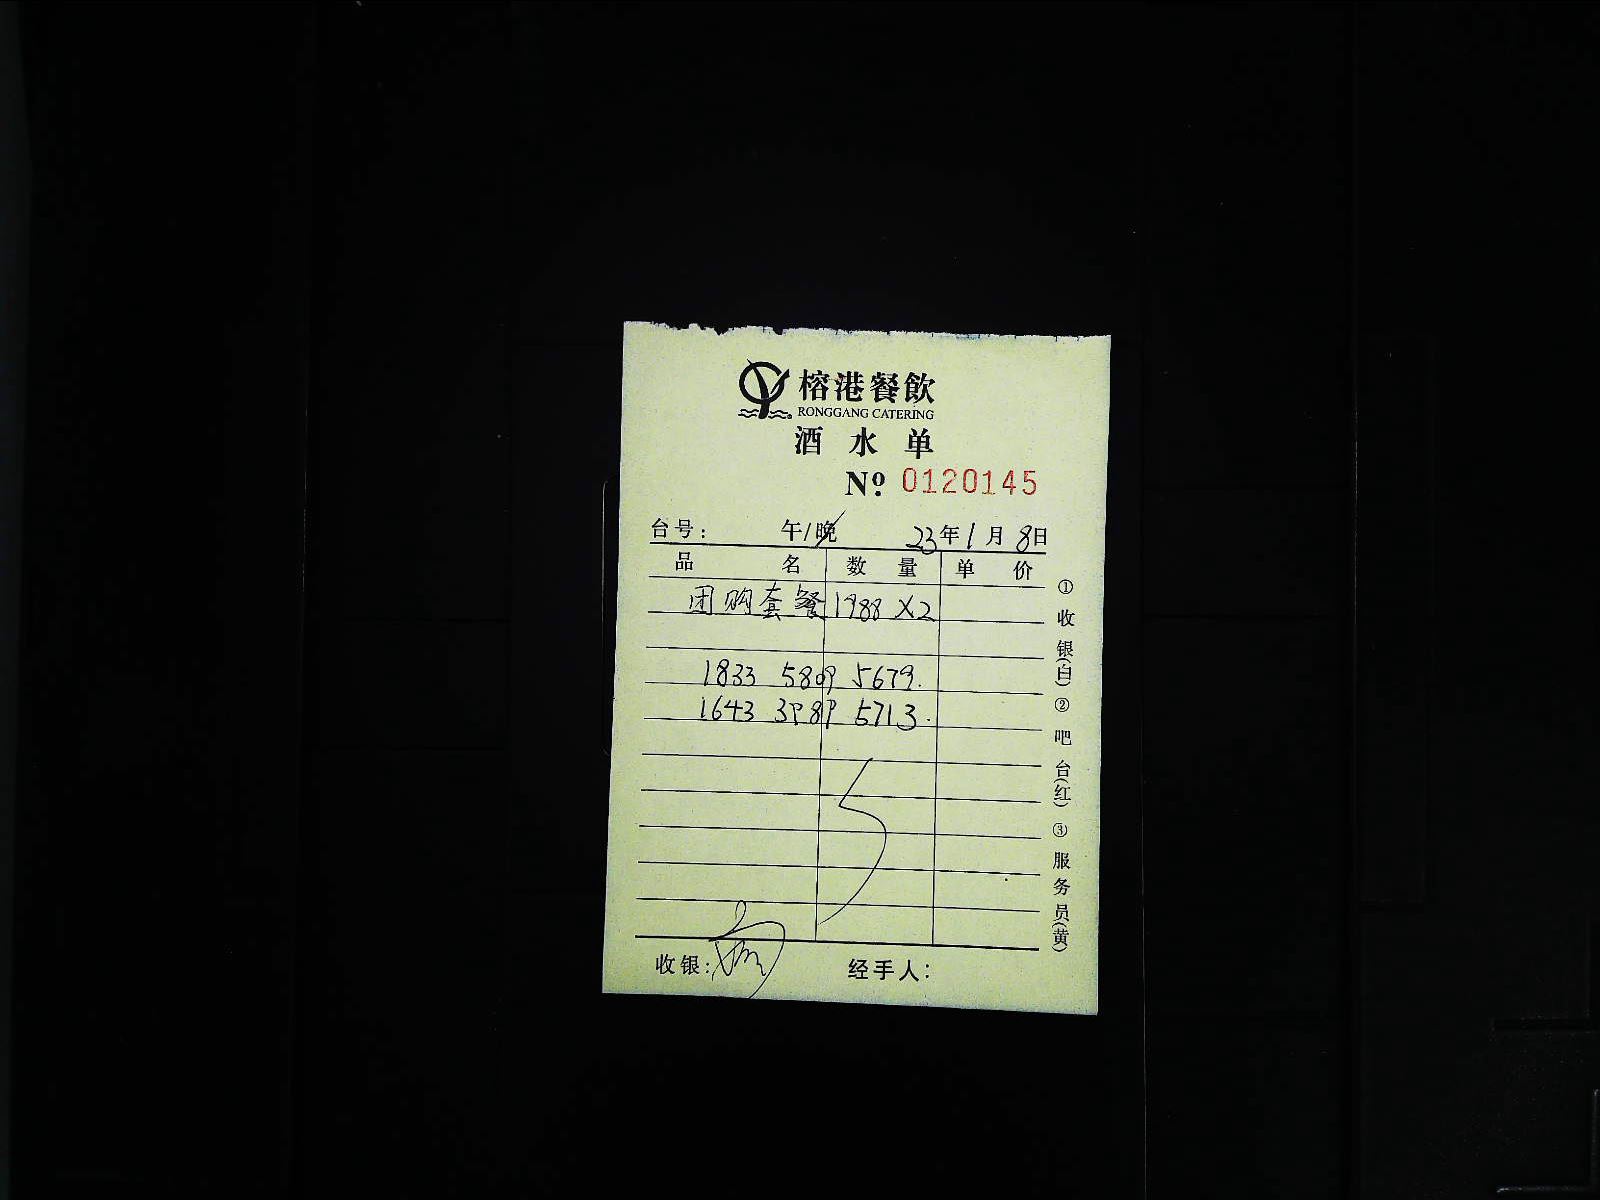 榕港餐飲
RONGGANG CATERING
酒水单
Nº 0120145
台号: 午/晚 23年1月8日
品名 数量 单价
团购套餐 1988 X2
1833 5809 5679.
1643 3989 5713.
收银: 经手人:
①收银(白)②吧台(红)③服务员(黄)